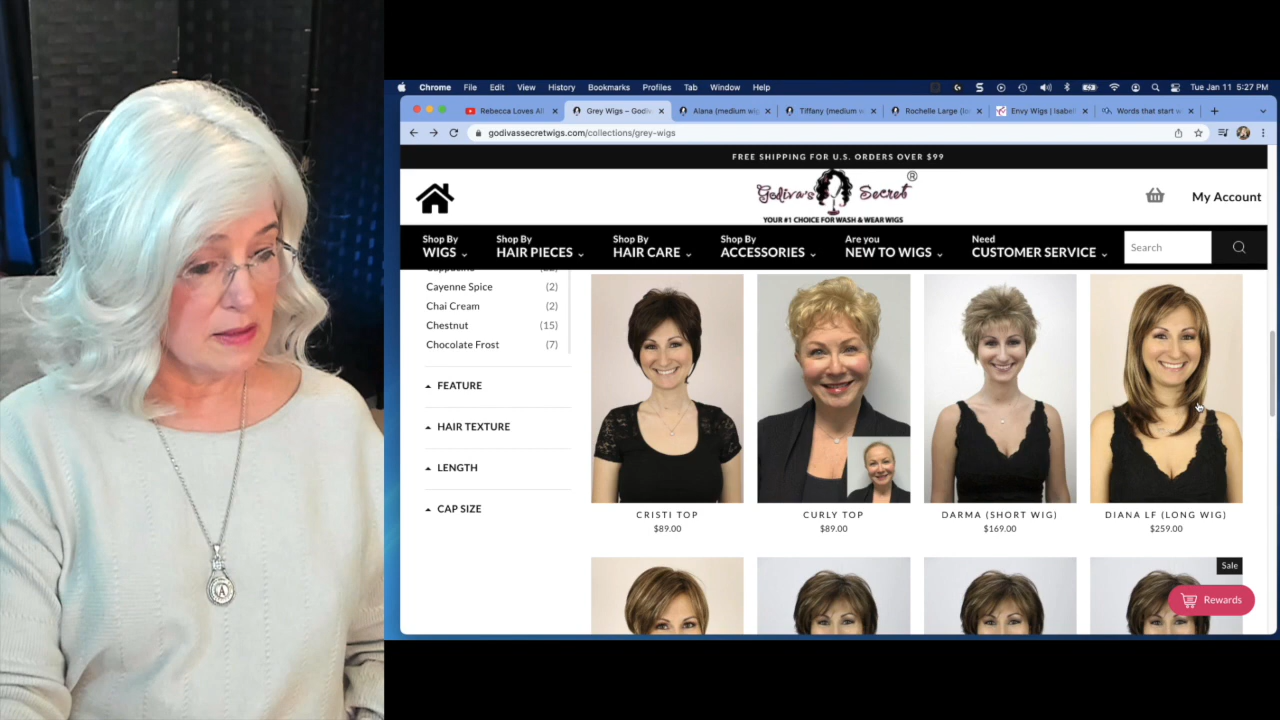 Chrome File Edit View History Bookmarks Profiles Tab Window Help Tue Jan 11 5:27 PM
Rebecca Loves All Grey Wigs – Godiv Alana (medium wig Tiffany (medium w Rochelle Large (lo Envy Wigs | Isabell Words that start w
godivassecretwigs.com/collections/grey-wigs
FREE SHIPPING FOR U.S. ORDERS OVER $99
Godiva's Secret ®
YOUR #1 CHOICE FOR WASH & WEAR WIGS
My Account
Shop By WIGS
Shop By HAIR PIECES
Shop By HAIR CARE
Shop By ACCESSORIES
Are you NEW TO WIGS
Need CUSTOMER SERVICE
Search
Cayenne Spice (2)
Chai Cream (2)
Chestnut (15)
Chocolate Frost (7)
FEATURE
HAIR TEXTURE
LENGTH
CAP SIZE
CRISTI TOP
$89.00
CURLY TOP
$89.00
DARMA (SHORT WIG)
$169.00
DIANA LF (LONG WIG)
$259.00
Sale
Rewards
A